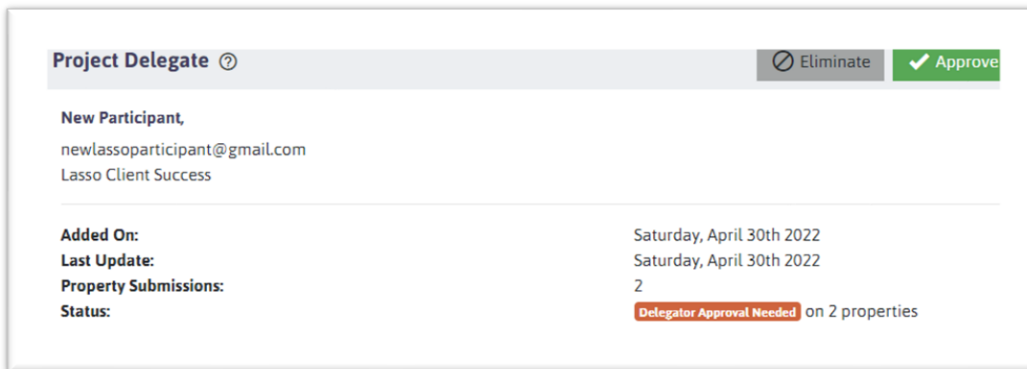 Project Delegate
Eliminate
Approve
New Participant,
newlassoparticipant@gmail.com
Lasso Client Success
Added On: Saturday, April 30th 2022
Last Update: Saturday, April 30th 2022
Property Submissions: 2
Status: Delegator Approval Needed on 2 properties